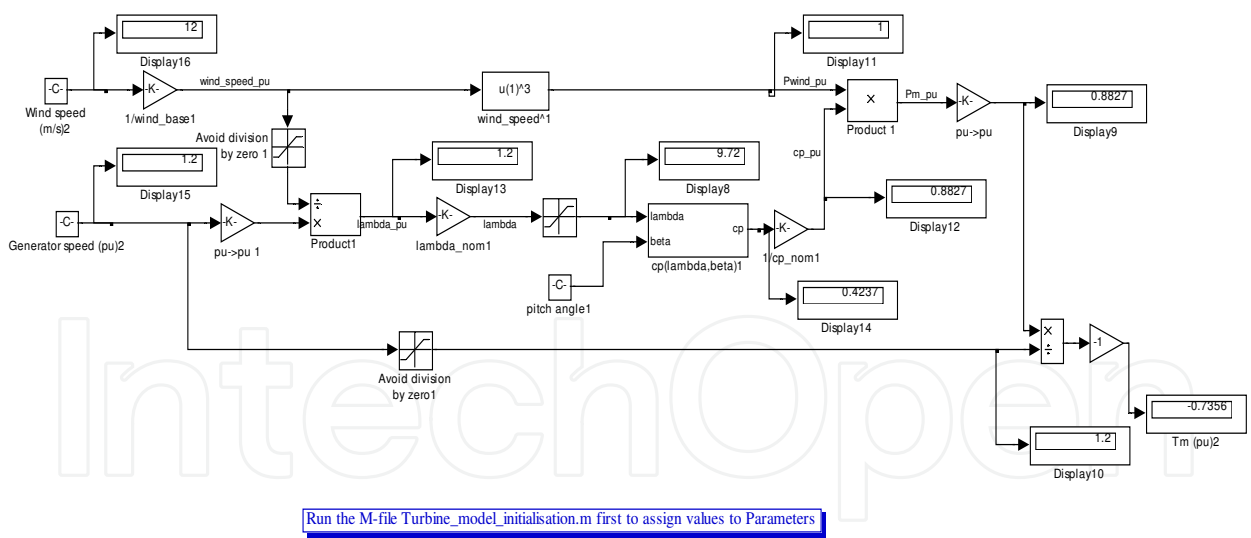 12
Display16
-C-
Wind speed
(m/s)2
-K-
1/wind_base1
wind_speed_pu
u(1)^3
wind_speed^1
1
Display11
Pwind_pu
×
Product 1
Pm_pu
-K-
pu->pu
0.8827
Display9
Avoid division
by zero 1
1.2
Display15
-C-
Generator speed (pu)2
-K-
pu->pu 1
÷
×
Product1
lambda_pu
1.2
Display13
-K-
lambda_nom1
lambda
9.72
Display8
lambda
beta
cp
cp(lambda,beta)1
-C-
pitch angle1
-K-
1/cp_nom1
cp_pu
0.8827
Display12
0.4237
Display14
Avoid division
by zero1
×
÷
-1
-0.7356
Tm (pu)2
1.2
Display10
IntechOpen
Run the M-file Turbine_model_initialisation.m first to assign values to Parameters